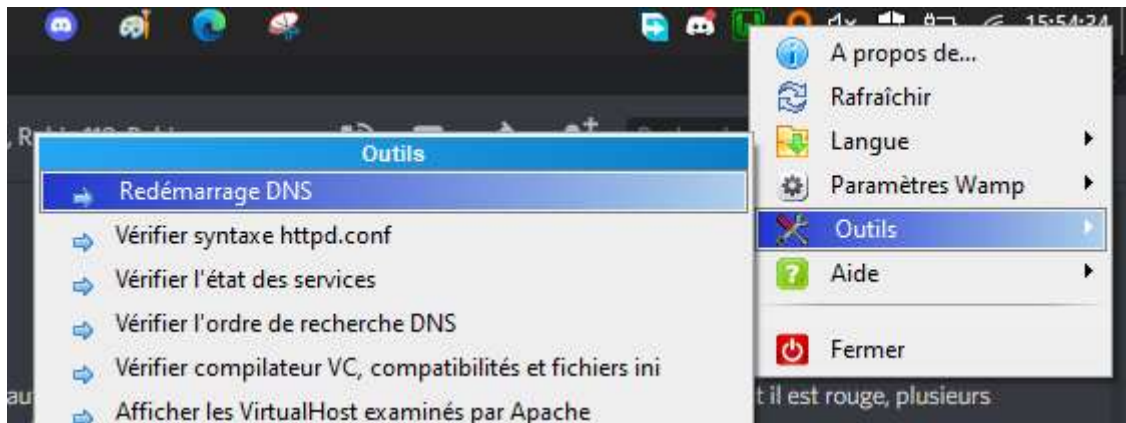 15:54:24
A propos de...
Rafraîchir
Langue
Paramètres Wamp
Outils
Aide
Fermer
Outils
Redémarrage DNS
Vérifier syntaxe httpd.conf
Vérifier l'état des services
Vérifier l'ordre de recherche DNS
Vérifier compilateur VC, compatibilités et fichiers ini
Afficher les VirtualHost examinés par Apache
il est rouge, plusieurs